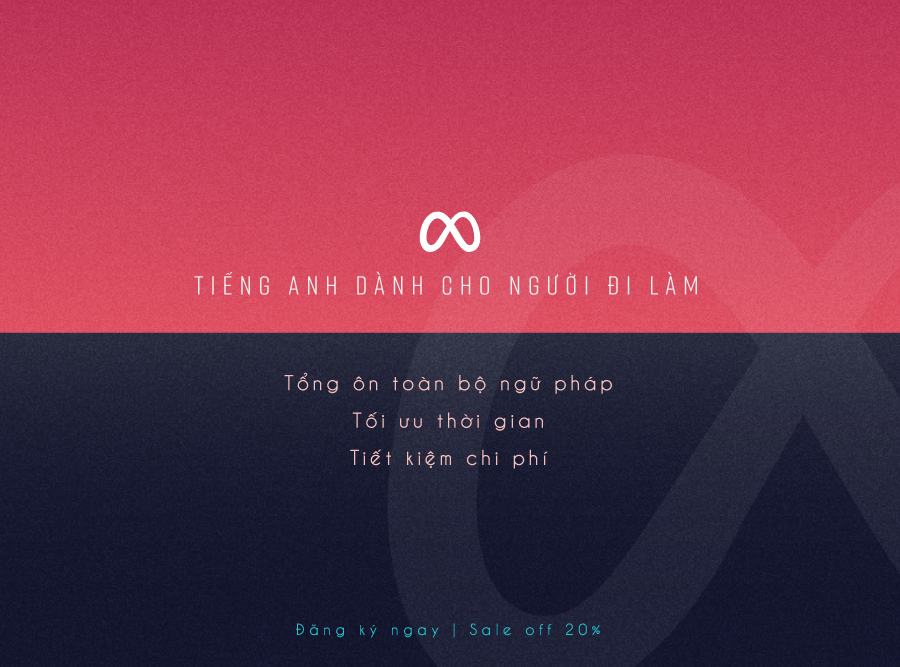 TIẾNG ANH DÀNH CHO NGƯỜI ĐI LÀM
Tổng ôn toàn bộ ngữ pháp
Tối ưu thời gian
Tiết kiệm chi phí
Đăng ký ngay | Sale off 20%